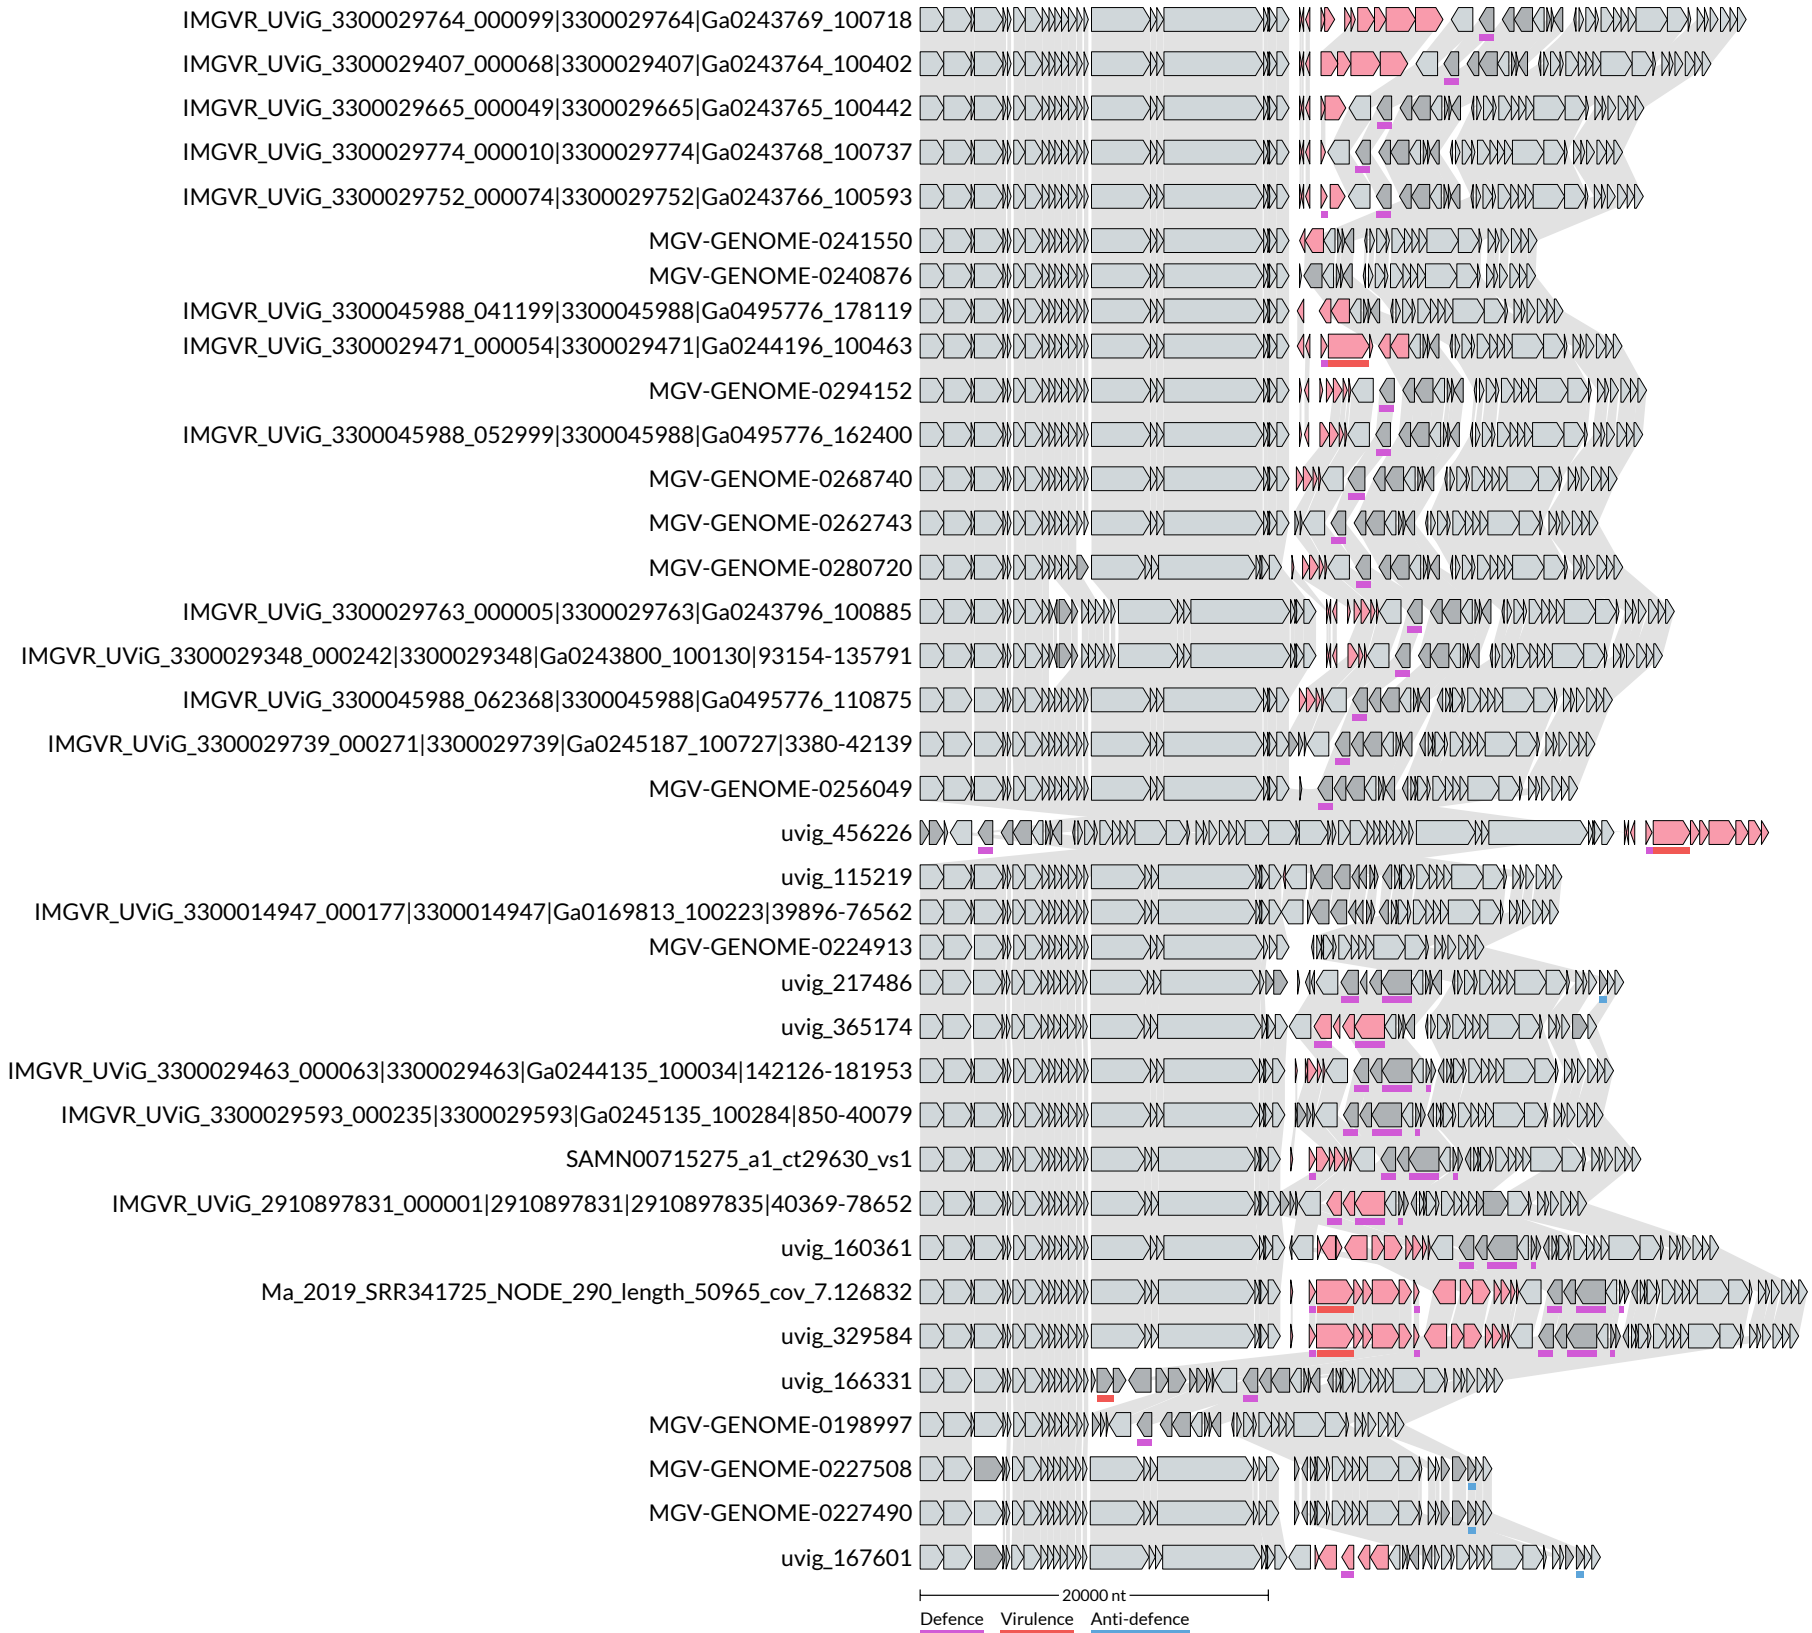 IMGVR_UViG_3300029764_000099|3300029764|Ga0243769_100718
IMGVR_UViG_3300029407_000068|3300029407|Ga0243764_100402
IMGVR_UViG_3300029665_000049|3300029665|Ga0243765_100442
IMGVR_UViG_3300029774_000010|3300029774|Ga0243768_100737
IMGVR_UViG_3300029752_000074|3300029752|Ga0243766_100593
MGV-GENOME-0241550
MGV-GENOME-0240876
IMGVR_UViG_3300045988_041199|3300045988|Ga0495776_178119
IMGVR_UViG_3300029471_000054|3300029471|Ga0244196_100463
MGV-GENOME-0294152
IMGVR_UViG_3300045988_052999|3300045988|Ga0495776_162400
MGV-GENOME-0268740
MGV-GENOME-0262743
MGV-GENOME-0280720
IMGVR_UViG_3300029763_000005|3300029763|Ga0243796_100885
IMGVR_UViG_3300029348_000242|3300029348|Ga0243800_100130|93154-135791
IMGVR_UViG_3300045988_062368|3300045988|Ga0495776_110875
IMGVR_UViG_3300029739_000271|3300029739|Ga0245187_100727|3380-42139
MGV-GENOME-0256049
uvig_456226
uvig_115219
IMGVR_UViG_3300014947_000177|3300014947|Ga0169813_100223|39896-76562
MGV-GENOME-0224913
uvig_217486
uvig_365174
IMGVR_UViG_3300029463_000063|3300029463|Ga0244135_100034|142126-181953
IMGVR_UViG_3300029593_000235|3300029593|Ga0245135_100284|850-40079
SAMN00715275_a1_ct29630_vs1
IMGVR_UViG_2910897831_000001|2910897831|2910897835|40369-78652
uvig_160361
Ma_2019_SRR341725_NODE_290_length_50965_cov_7.126832
uvig_329584
uvig_166331
MGV-GENOME-0198997
MGV-GENOME-0227508
MGV-GENOME-0227490
uvig_167601
20000 nt
Defence Virulence Anti-defence